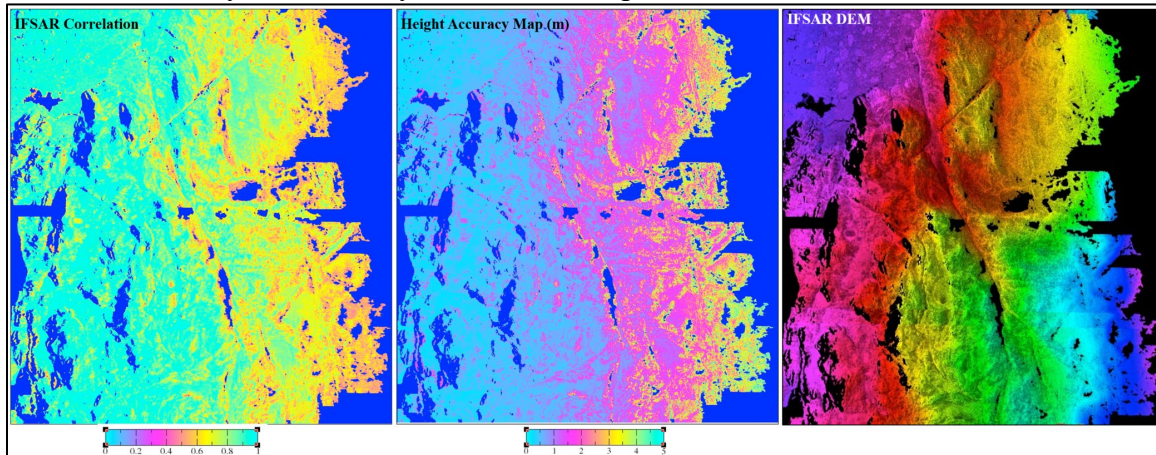 IFSAR Correlation
Height Accuracy Map (m)
IFSAR DEM
0 0.2 0.4 0.6 0.8 1
0 1 2 3 4 5